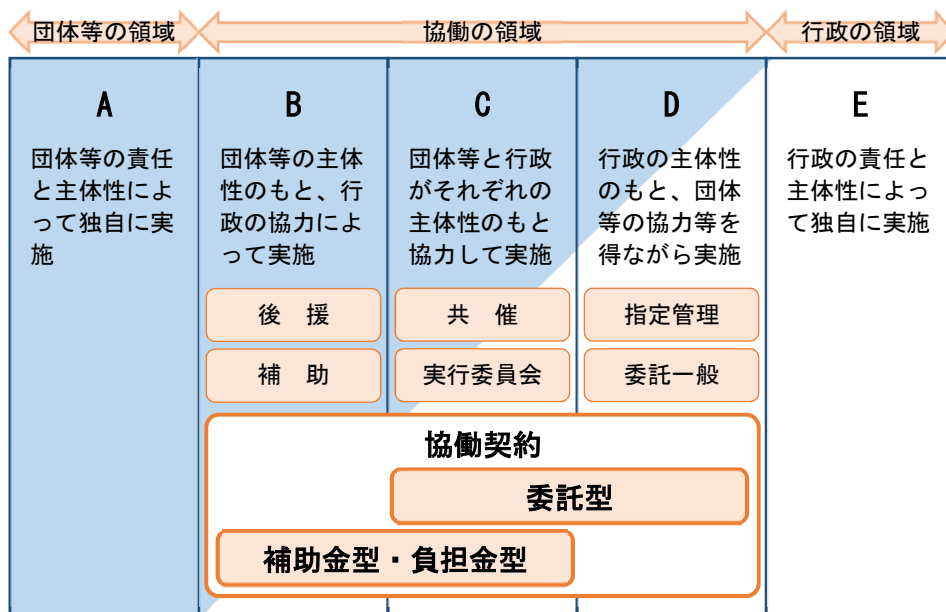 団体等の領域
協働の領域
行政の領域
A
団体等の責任
と主体性によ
って独自に実
施
B
団体等の主体
性のもと、行
政の協力によ
って実施
C
団体等と行政
がそれぞれの
主体性のもと
協力して実施
D
行政の主体性
のもと、団体
等の協力等を
得ながら実施
E
行政の責任と
主体性によっ
て独自に実施
後 援
共 催
指定管理
補 助
実行委員会
委託一般
協働契約
委託型
補助金型・負担金型